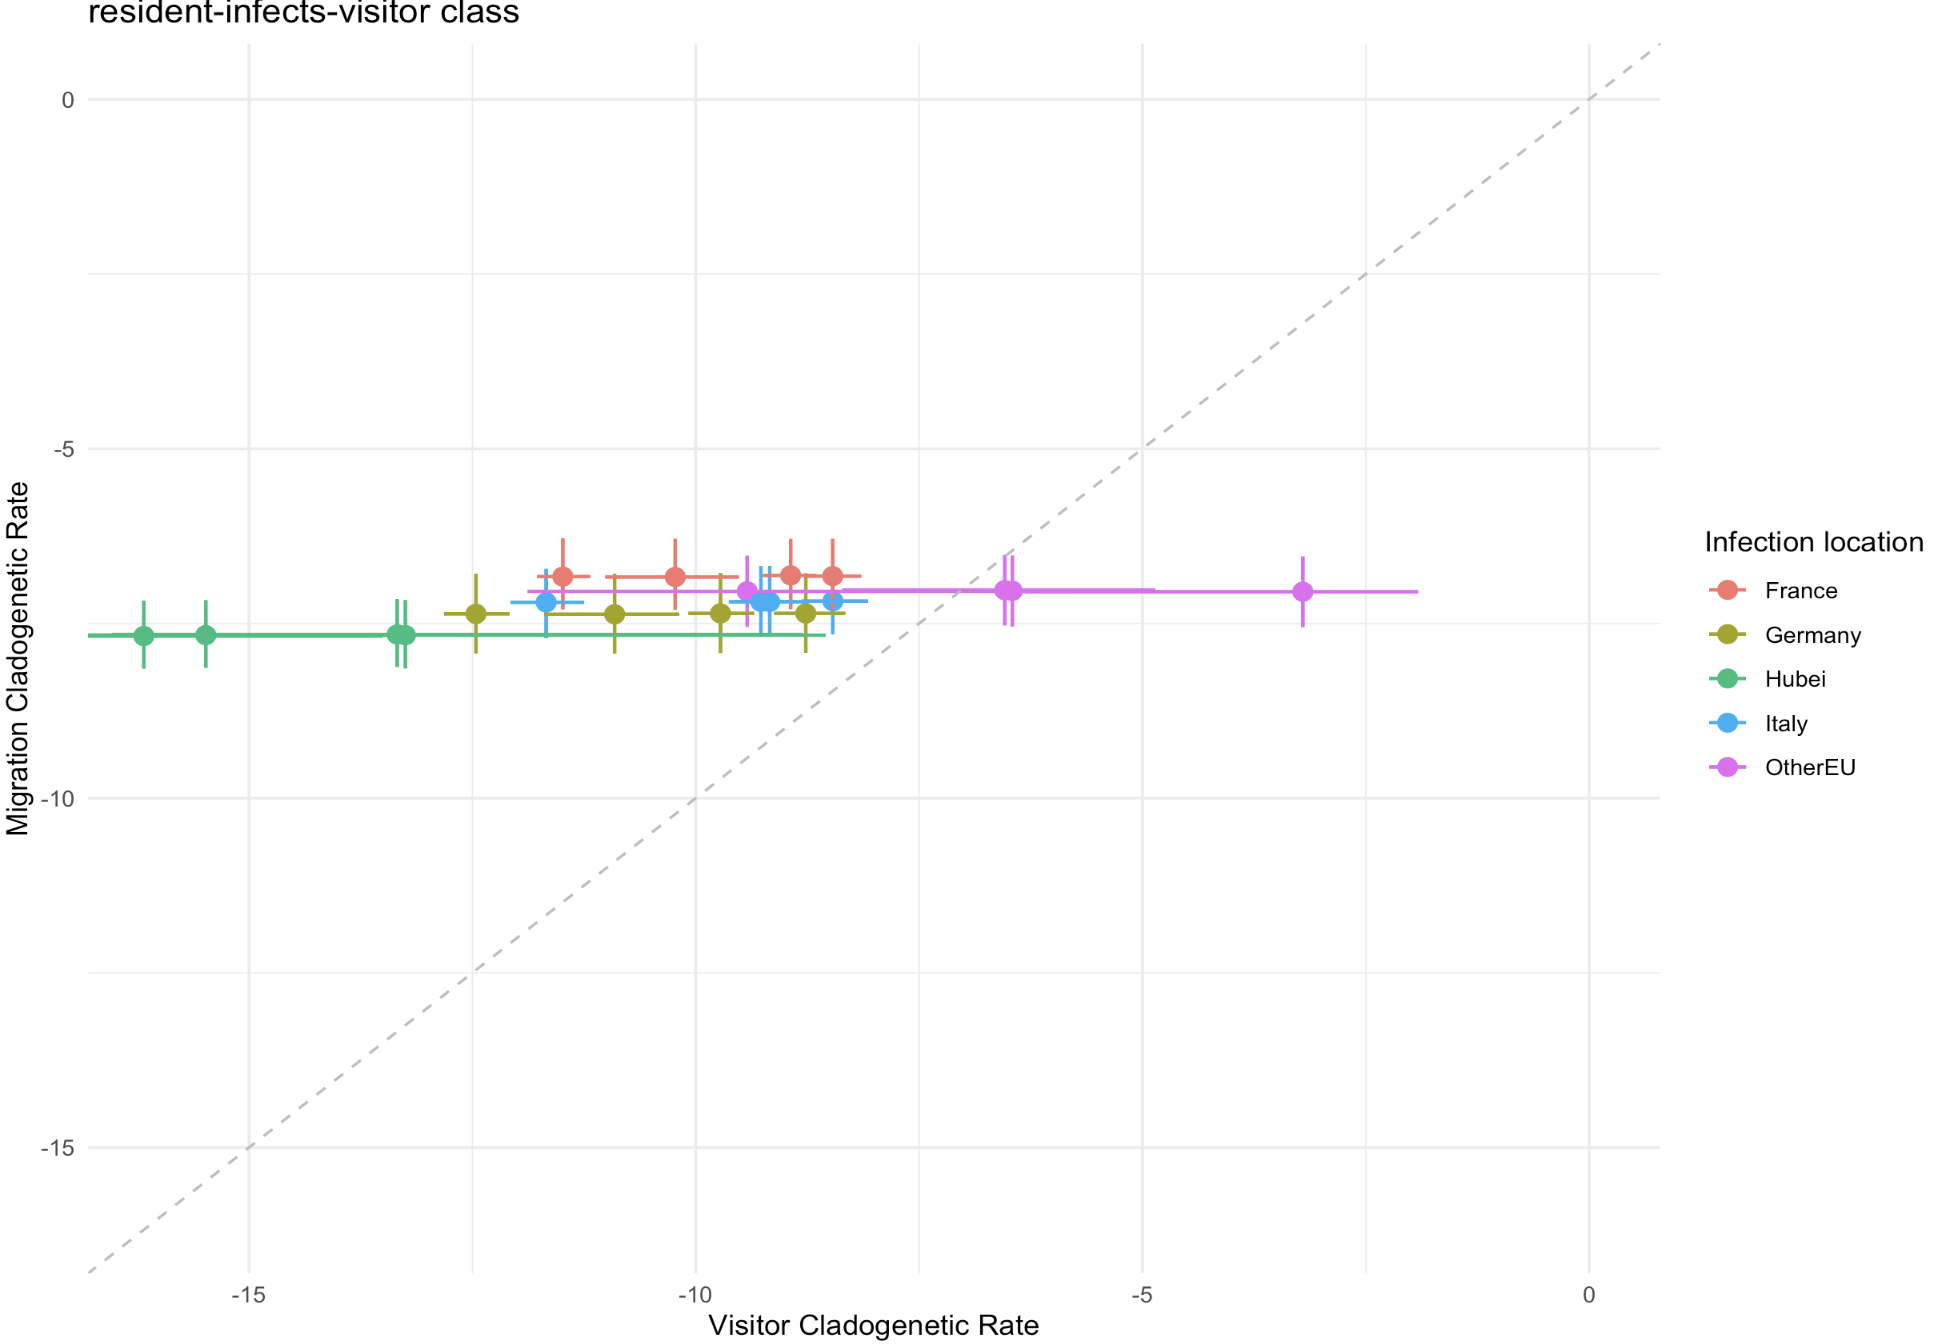 resident-infects-visitor class
0
-5
-10
-15
Migration Cladogenetic Rate
-15
-10
-5
0
Visitor Cladogenetic Rate
Infection location
France
Germany
Hubei
Italy
OtherEU